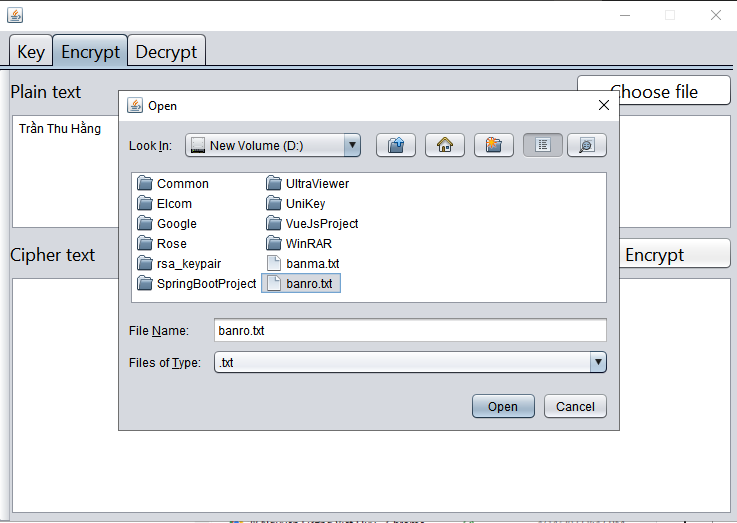 Key Encrypt Decrypt
Plain text
Choose file
Trần Thu Hằng
Open
Look In: New Volume (D:)
Common
Elcom
Google
Rose
rsa_keypair
SpringBootProject
UltraViewer
UniKey
VueJsProject
WinRAR
banma.txt
banro.txt
File Name: banro.txt
Files of Type: .txt
Open Cancel
Cipher text
Encrypt